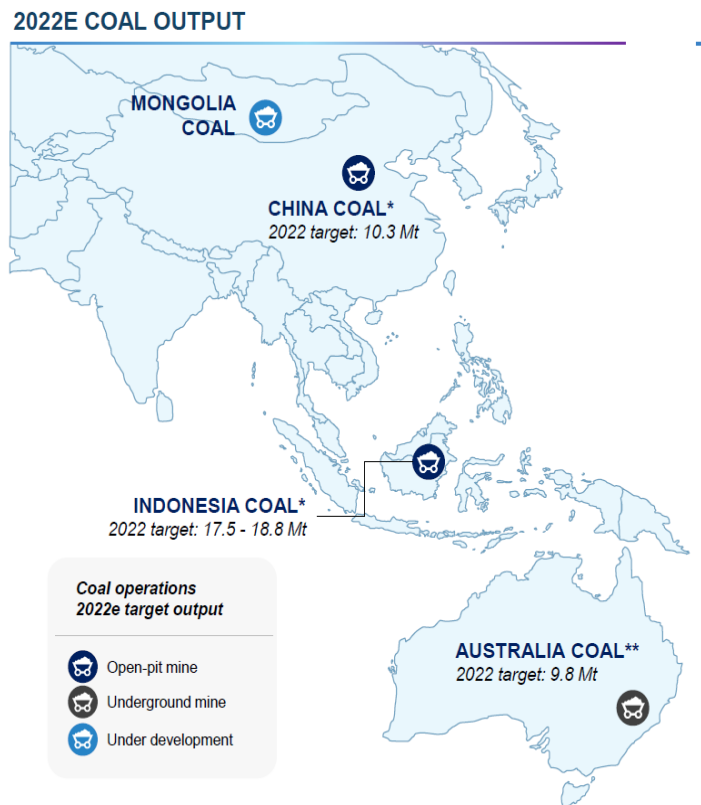 2022E COAL OUTPUT
MONGOLIA
COAL
CHINA COAL*
2022 target: 10.3 Mt
INDONESIA COAL*
2022 target: 17.5 - 18.8 Mt
Coal operations
2022e target output
Open-pit mine
Underground mine
Under development
AUSTRALIA COAL**
2022 target: 9.8 Mt